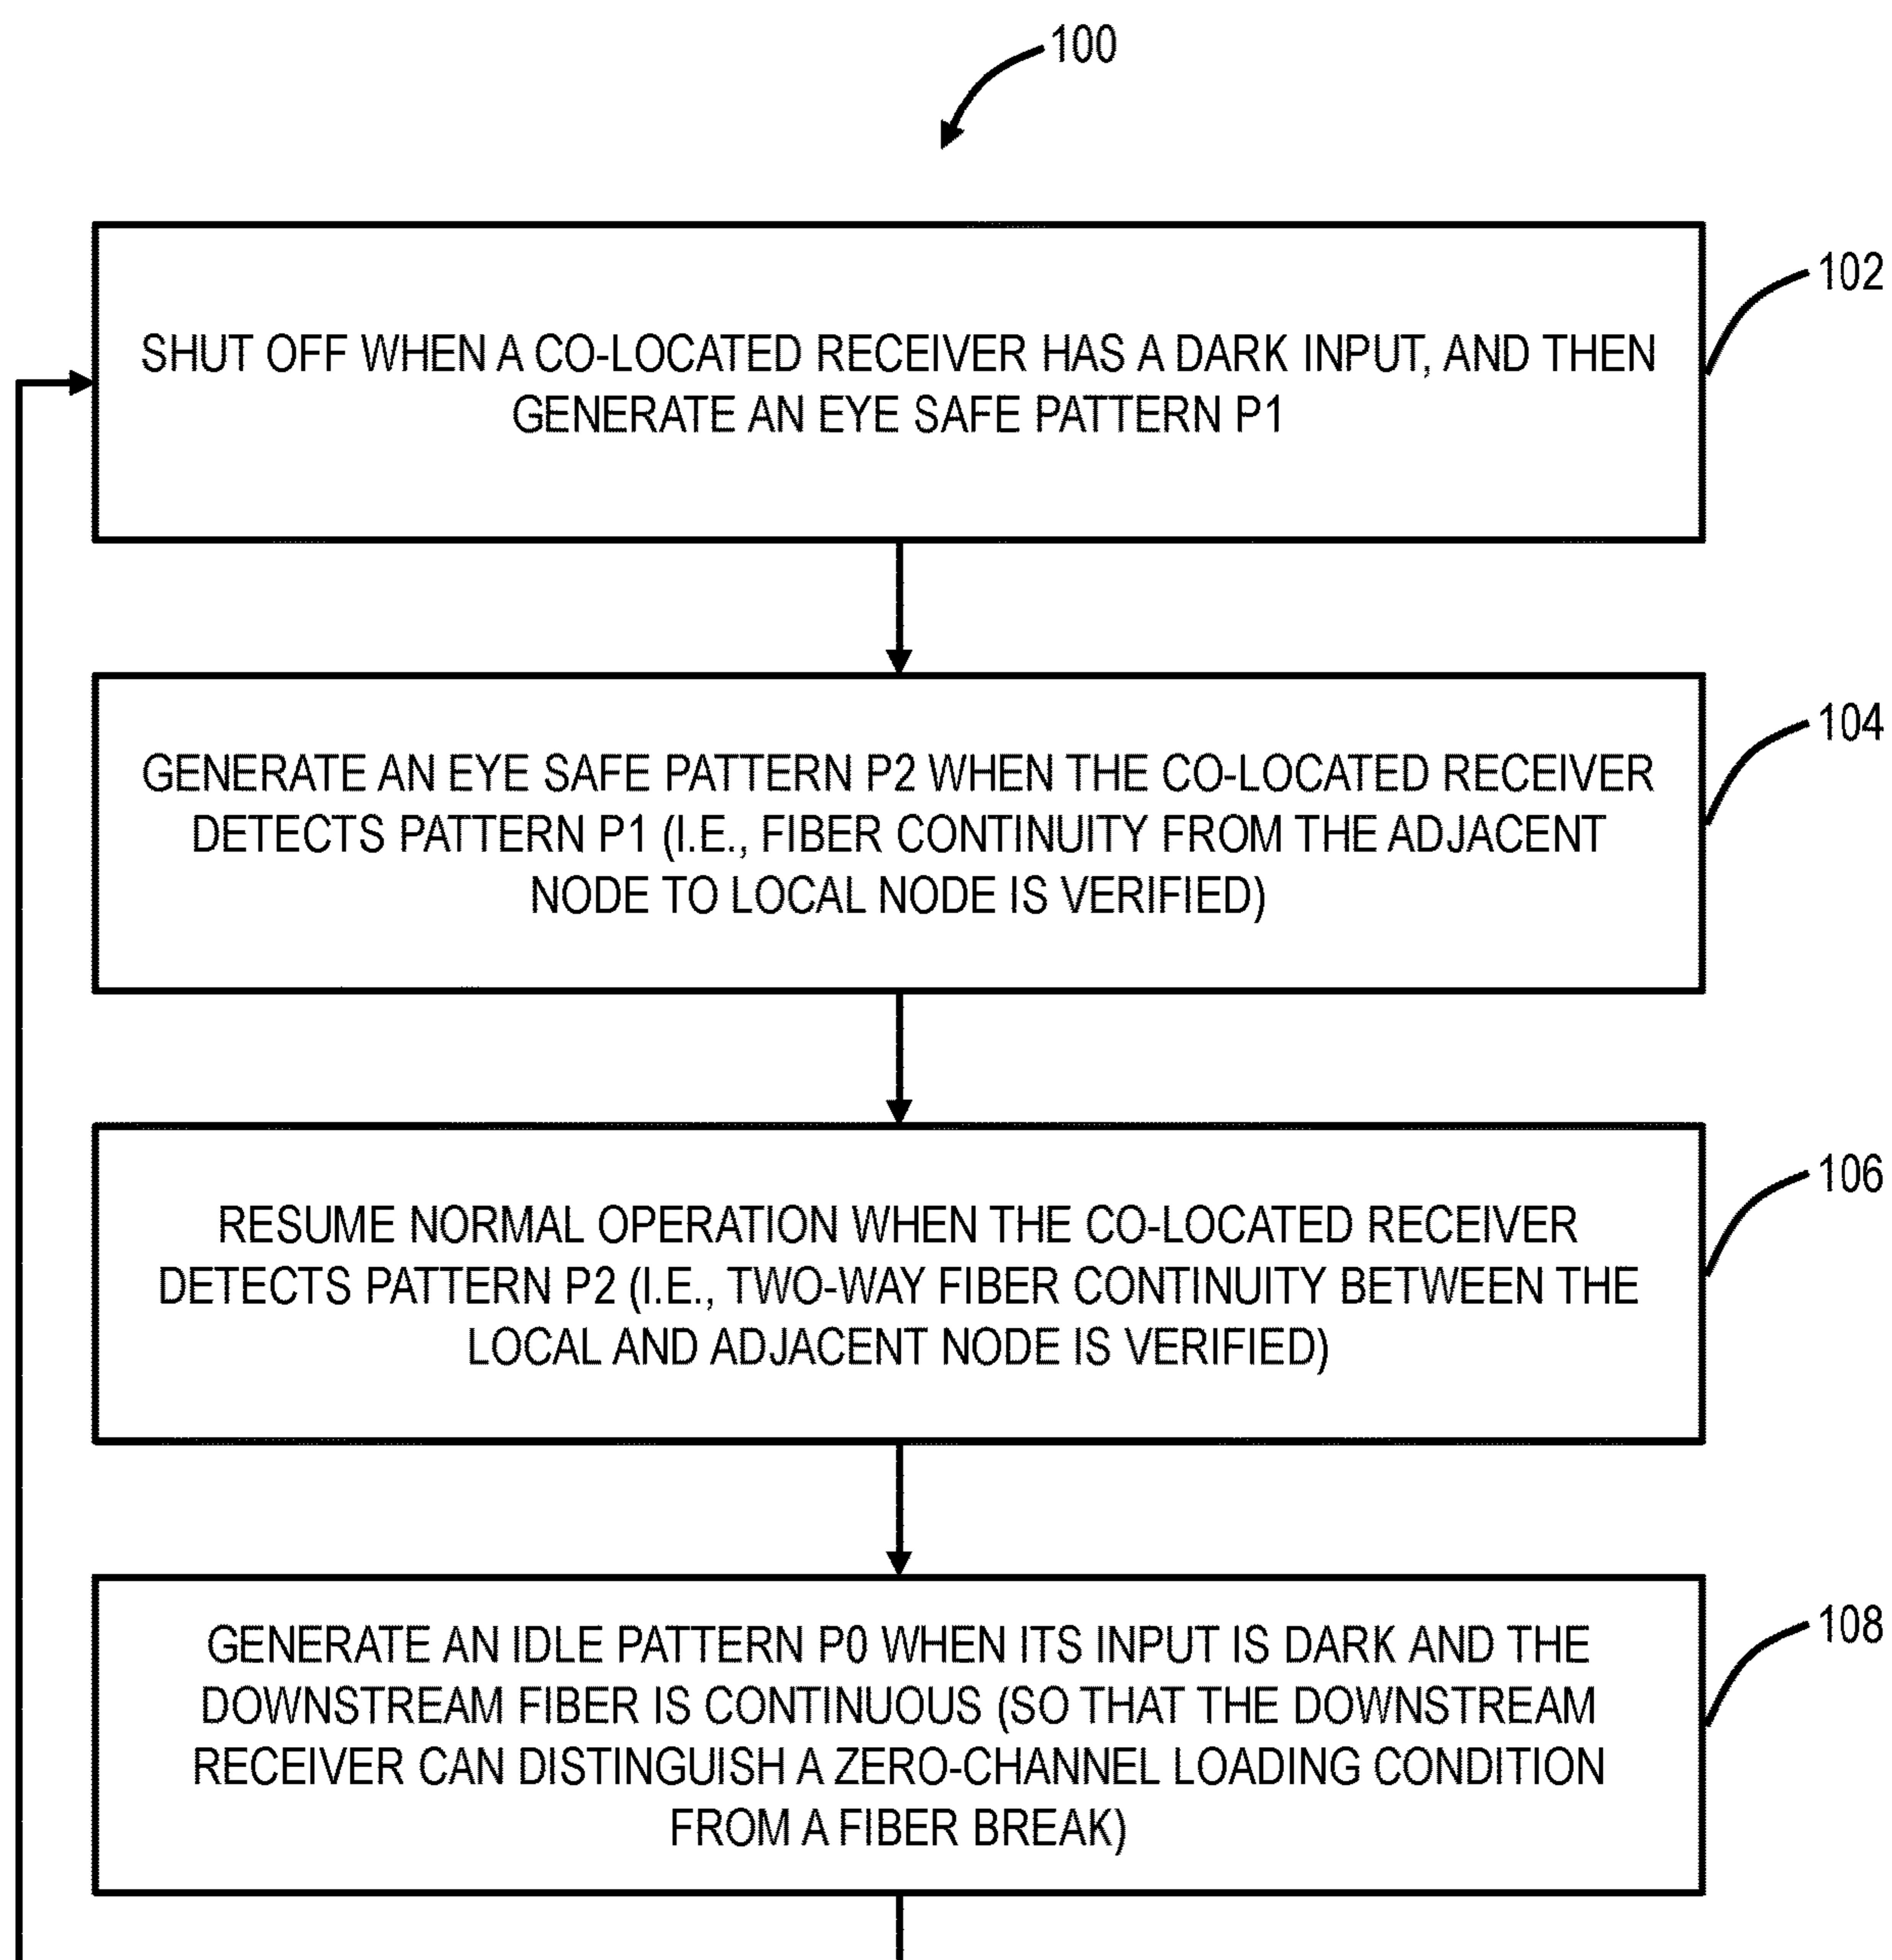 100
SHUT OFF WHEN A CO-LOCATED RECEIVER HAS A DARK INPUT, AND THEN
GENERATE AN EYE SAFE PATTERN P1
102
GENERATE AN EYE SAFE PATTERN P2 WHEN THE CO-LOCATED RECEIVER
DETECTS PATTERN P1 (I.E., FIBER CONTINUITY FROM THE ADJACENT
NODE TO LOCAL NODE IS VERIFIED)
104
RESUME NORMAL OPERATION WHEN THE CO-LOCATED RECEIVER
DETECTS PATTERN P2 (I.E., TWO-WAY FIBER CONTINUITY BETWEEN THE
LOCAL AND ADJACENT NODE IS VERIFIED)
106
GENERATE AN IDLE PATTERN P0 WHEN ITS INPUT IS DARK AND THE
DOWNSTREAM FIBER IS CONTINUOUS (SO THAT THE DOWNSTREAM
RECEIVER CAN DISTINGUISH A ZERO-CHANNEL LOADING CONDITION
FROM A FIBER BREAK)
108